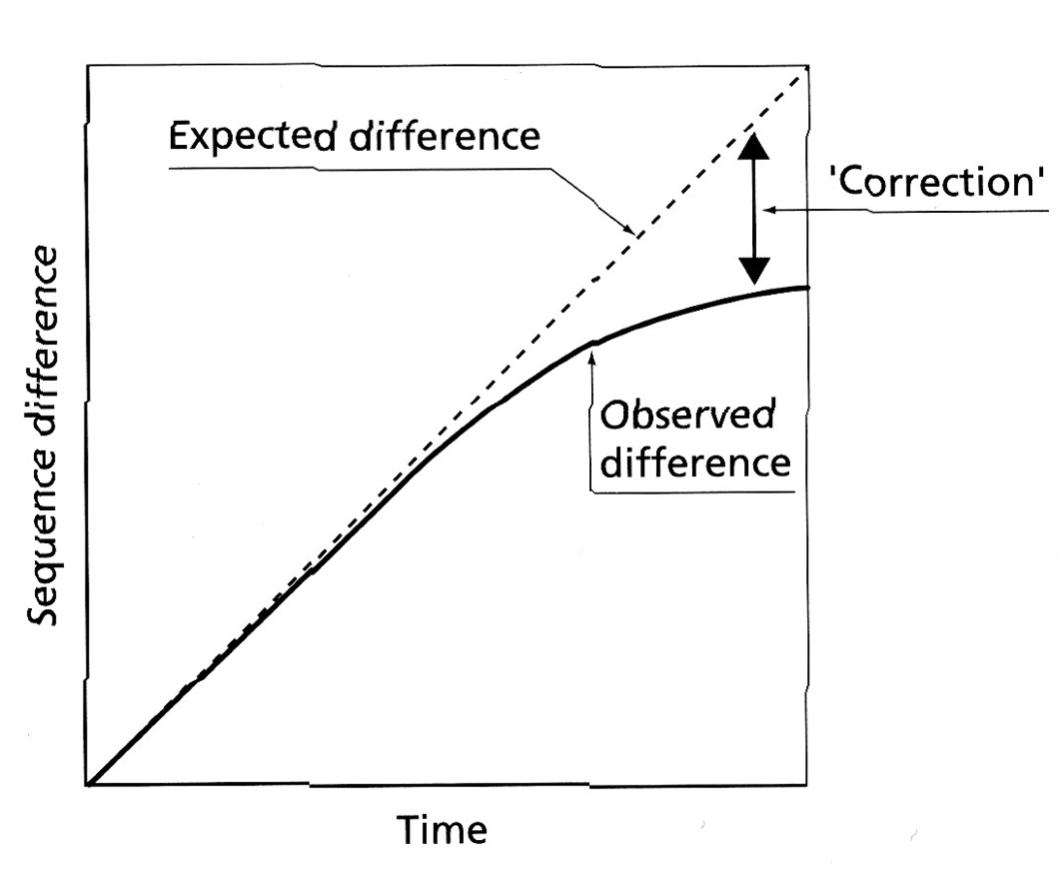 Expected difference
'Correction'
Observed
difference
Sequence difference
Time